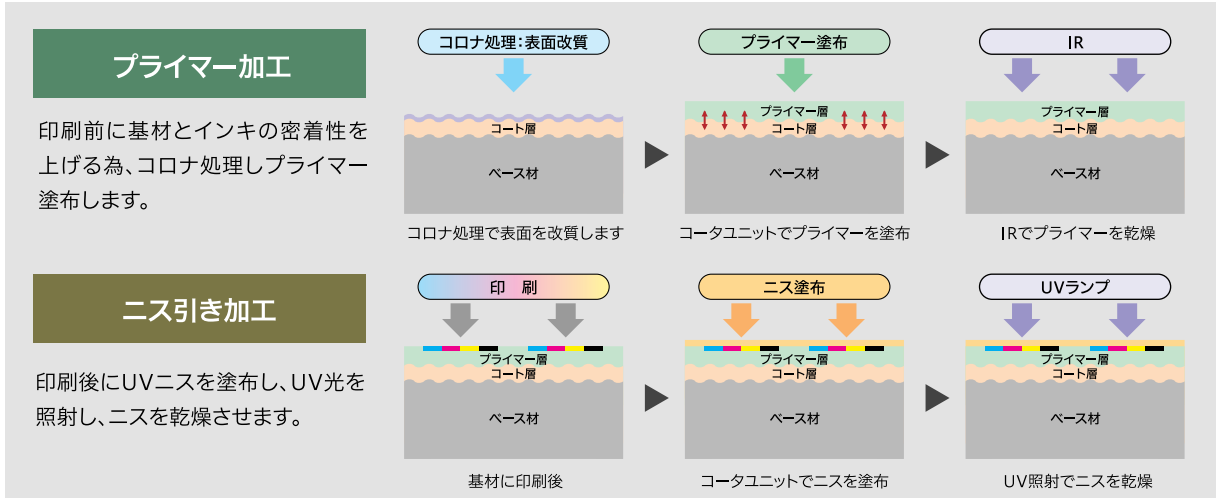 プライマー加工
印刷前に基材とインキの密着性を
上げる為、コロナ処理しプライマー
塗布します。
コロナ処理:表面改質
コート層
ベース材
コロナ処理で表面を改質します
プライマー塗布
プライマー層
コート層
ベース材
コータユニットでプライマーを塗布
IR
プライマー層
コート層
ベース材
IRでプライマーを乾燥
ニス引き加工
印刷後にUVニスを塗布し、UV光を
照射し、ニスを乾燥させます。
印 刷
プライマー層
コート層
ベース材
基材に印刷後
ニス塗布
プライマー層
コート層
ベース材
コータユニットでニスを塗布
UVランプ
プライマー層
コート層
ベース材
UV照射でニスを乾燥